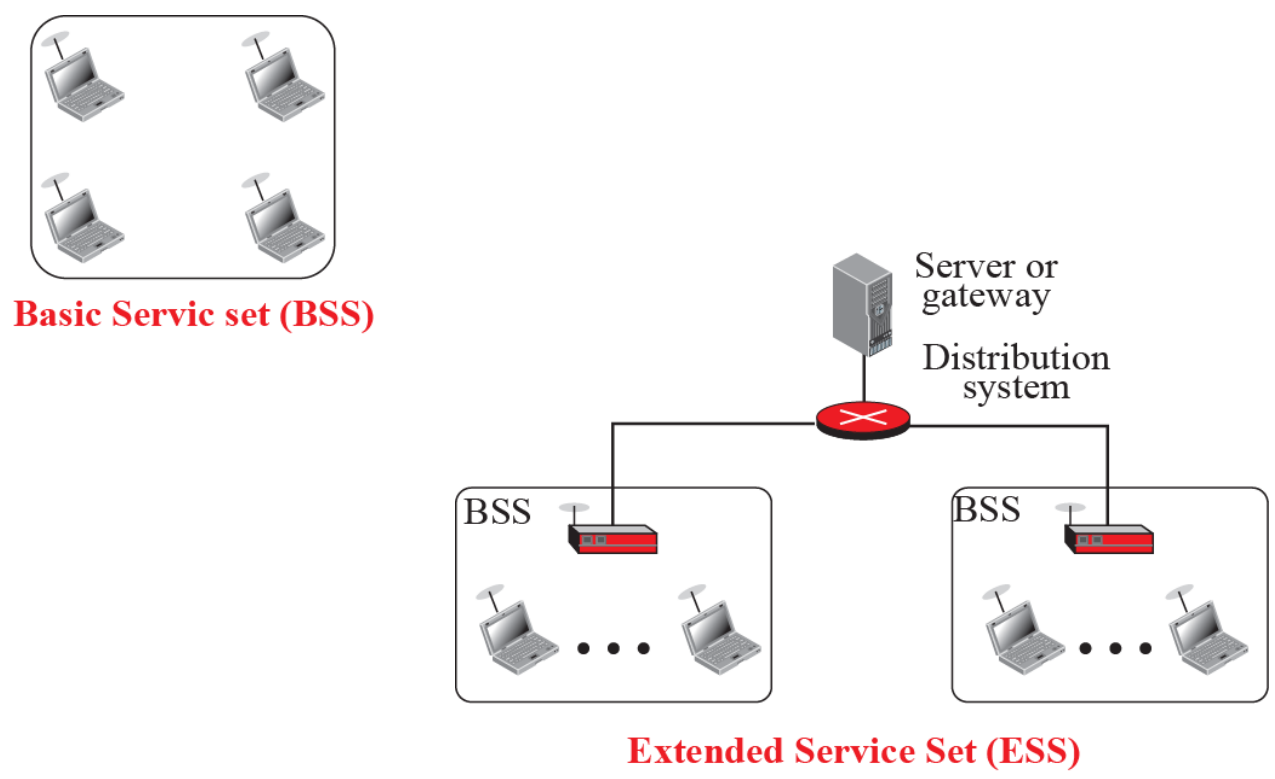 Basic Servic set (BSS)
Server or
gateway
Distribution
system
BSS
BSS
Extended Service Set (ESS)